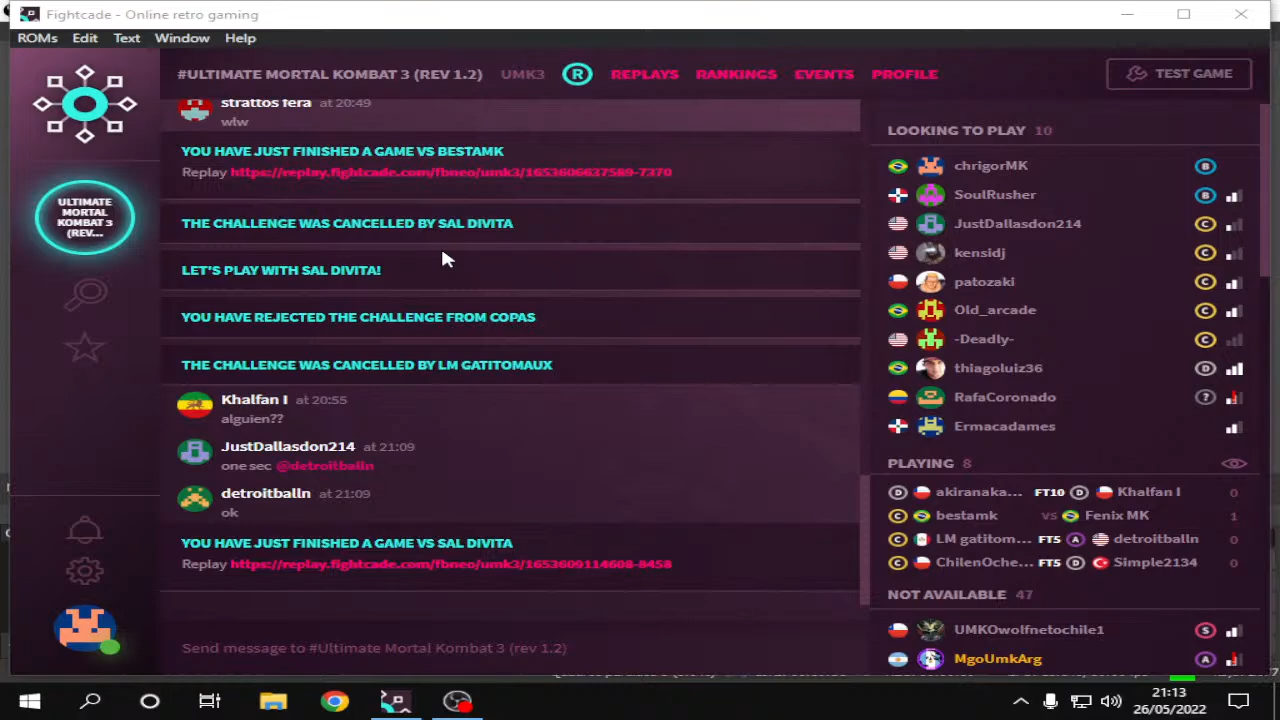 Fightcade - Online retro gaming
ROMs Edit Text Window Help
#ULTIMATE MORTAL KOMBAT 3 (REV 1.2) UMK3 R REPLAYS RANKINGS EVENTS PROFILE TEST GAME
ULTIMATE
MORTAL
KOMBAT 3
(REV...
strattos fera at 20:49
wlw
YOU HAVE JUST FINISHED A GAME VS BESTAMK
Replay https://replay.fightcade.com/fbneo/umk3/1653606637589-7370
THE CHALLENGE WAS CANCELLED BY SAL DIVITA
LET'S PLAY WITH SAL DIVITA!
YOU HAVE REJECTED THE CHALLENGE FROM COPAS
THE CHALLENGE WAS CANCELLED BY LM GATITOMAUX
Khalfan I at 20:55
alguien??
JustDallasdon214 at 21:09
one sec @detroitballn
detroitballn at 21:09
ok
YOU HAVE JUST FINISHED A GAME VS SAL DIVITA
Replay https://replay.fightcade.com/fbneo/umk3/1653609114608-8458
Send message to #Ultimate Mortal Kombat 3 (rev 1.2)
LOOKING TO PLAY 10
chrigorMK B
SoulRusher B
JustDallasdon214 C
kensidj C
patozaki C
Old_arcade C
-Deadly- C
thiagoluiz36 D
RafaCoronado ?
Ermacadames
PLAYING 8
D akiranaka... FT10 D Khalfan I 0
C bestamk VS Fenix MK 1
C LM gatitom... FT5 A detroitballn 0
C ChilenOche... FT5 D Simple2134 0
NOT AVAILABLE 47
UMKOwolfnetochile1 S
MgoUmkArg A
21:13
26/05/2022